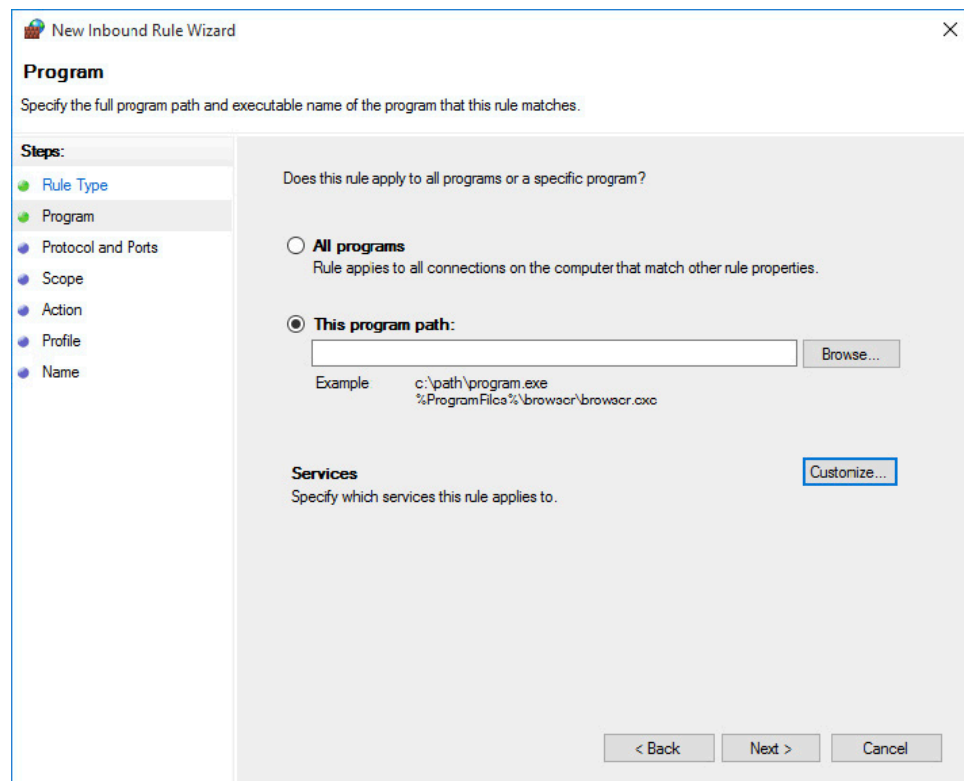 New Inbound Rule Wizard
Program
Specify the full program path and executable name of the program that this rule matches.
Steps:
Rule Type
Program
Protocol and Ports
Scope
Action
Profile
Name
Does this rule apply to all programs or a specific program?
All programs
Rule appies to all connections on the computer that match other rule properties.
This program path:
Browse...
Example c:\path\program.exe
%ProgramFiles%\browser\browser.exe
Services
Customize...
Specify which services this rule applies to.
< Back Next > Cancel